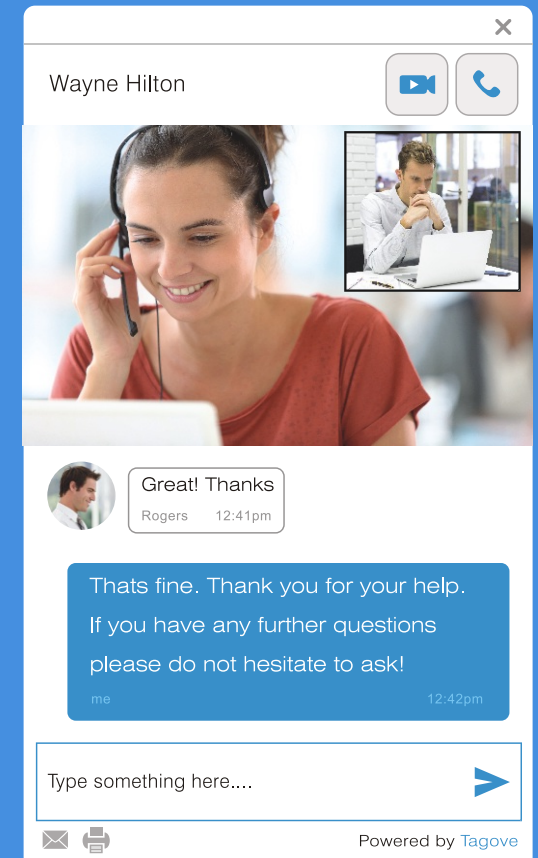 Wayne Hilton
Great! Thanks
Rogers 12:41pm
Thats fine. Thank you for your help.
If you have any further questions
please do not hesitate to ask!
me 12:42pm
Type something here....
Powered by Tagove